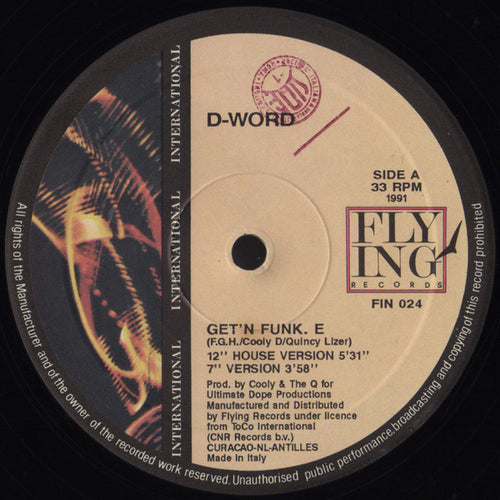 D-WORD
SIDE A
33 RPM
1991
FLY
ING
RECORDS
FIN 024
GET'N FUNK. E
(F.G.H./Cooly D/Quincy Lizer)
12'' HOUSE VERSION 5'31''
7'' VERSION 3'58''
Prod. by Cooly & The Q for
Ultimate Dope Productions
Manufactured and Distributed
by Flying Records under licence
from ToCo International
(CNR Records b.v.)
CURACAO-NL-ANTILLES
Made in Italy
INTERNATIONAL
INTERNATIONAL
INTERNATIONAL
All rights of the Manufacturer and of the owner of the recorded work reserved. Unauthorised public performance, broadcasting and copying of this record prohibited